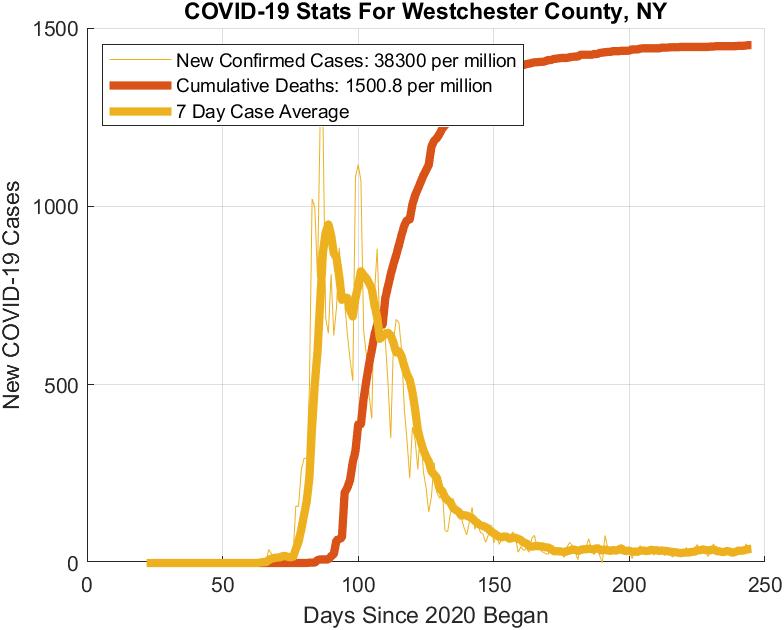 COVID-19 Stats For Westchester County, NY
1500
New Confirmed Cases: 38300 per million
Cumulative Deaths: 1500.8 per million
7 Day Case Average
1000
New COVID-19 Cases
500
0
0 50 100 150 200 250
Days Since 2020 Began